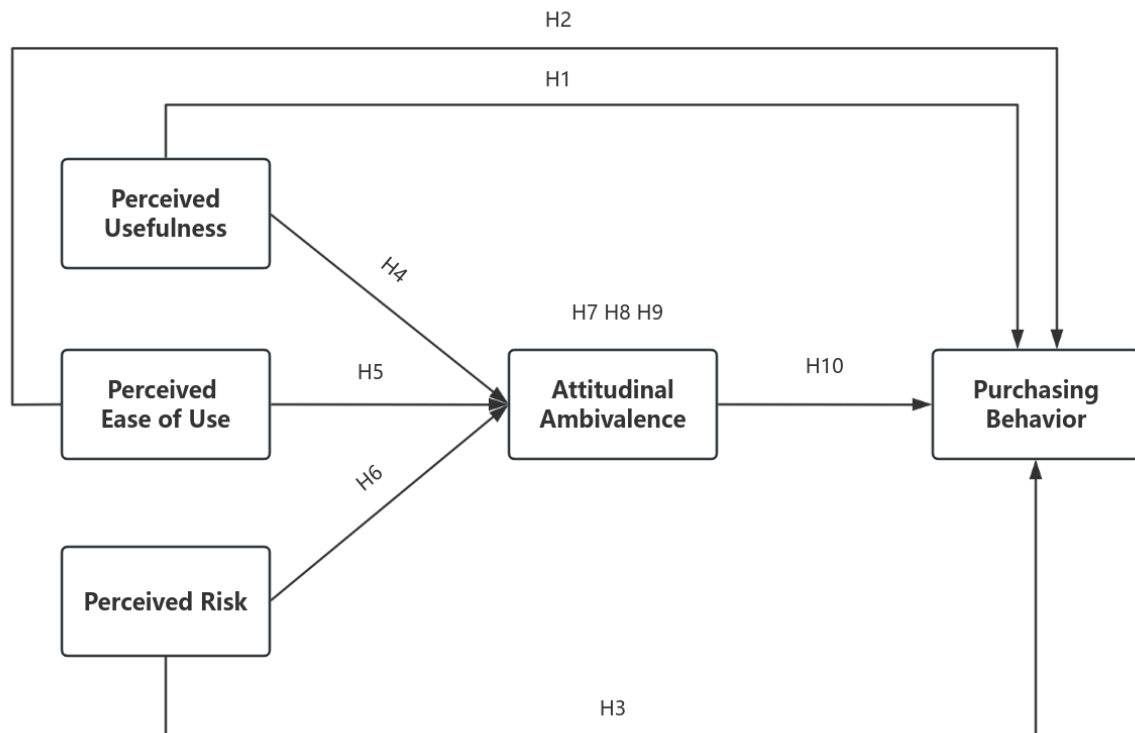 H2
H1
Perceived
Usefulness
H4
H7 H8 H9
Perceived
Ease of Use
H5
Attitudinal
Ambivalence
H10
Purchasing
Behavior
H6
Perceived Risk
H3